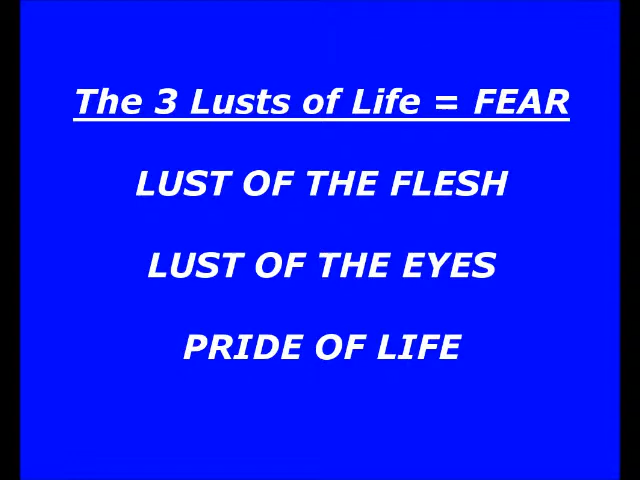 The 3 Lusts of Life = FEAR
LUST OF THE FLESH
LUST OF THE EYES
PRIDE OF LIFE